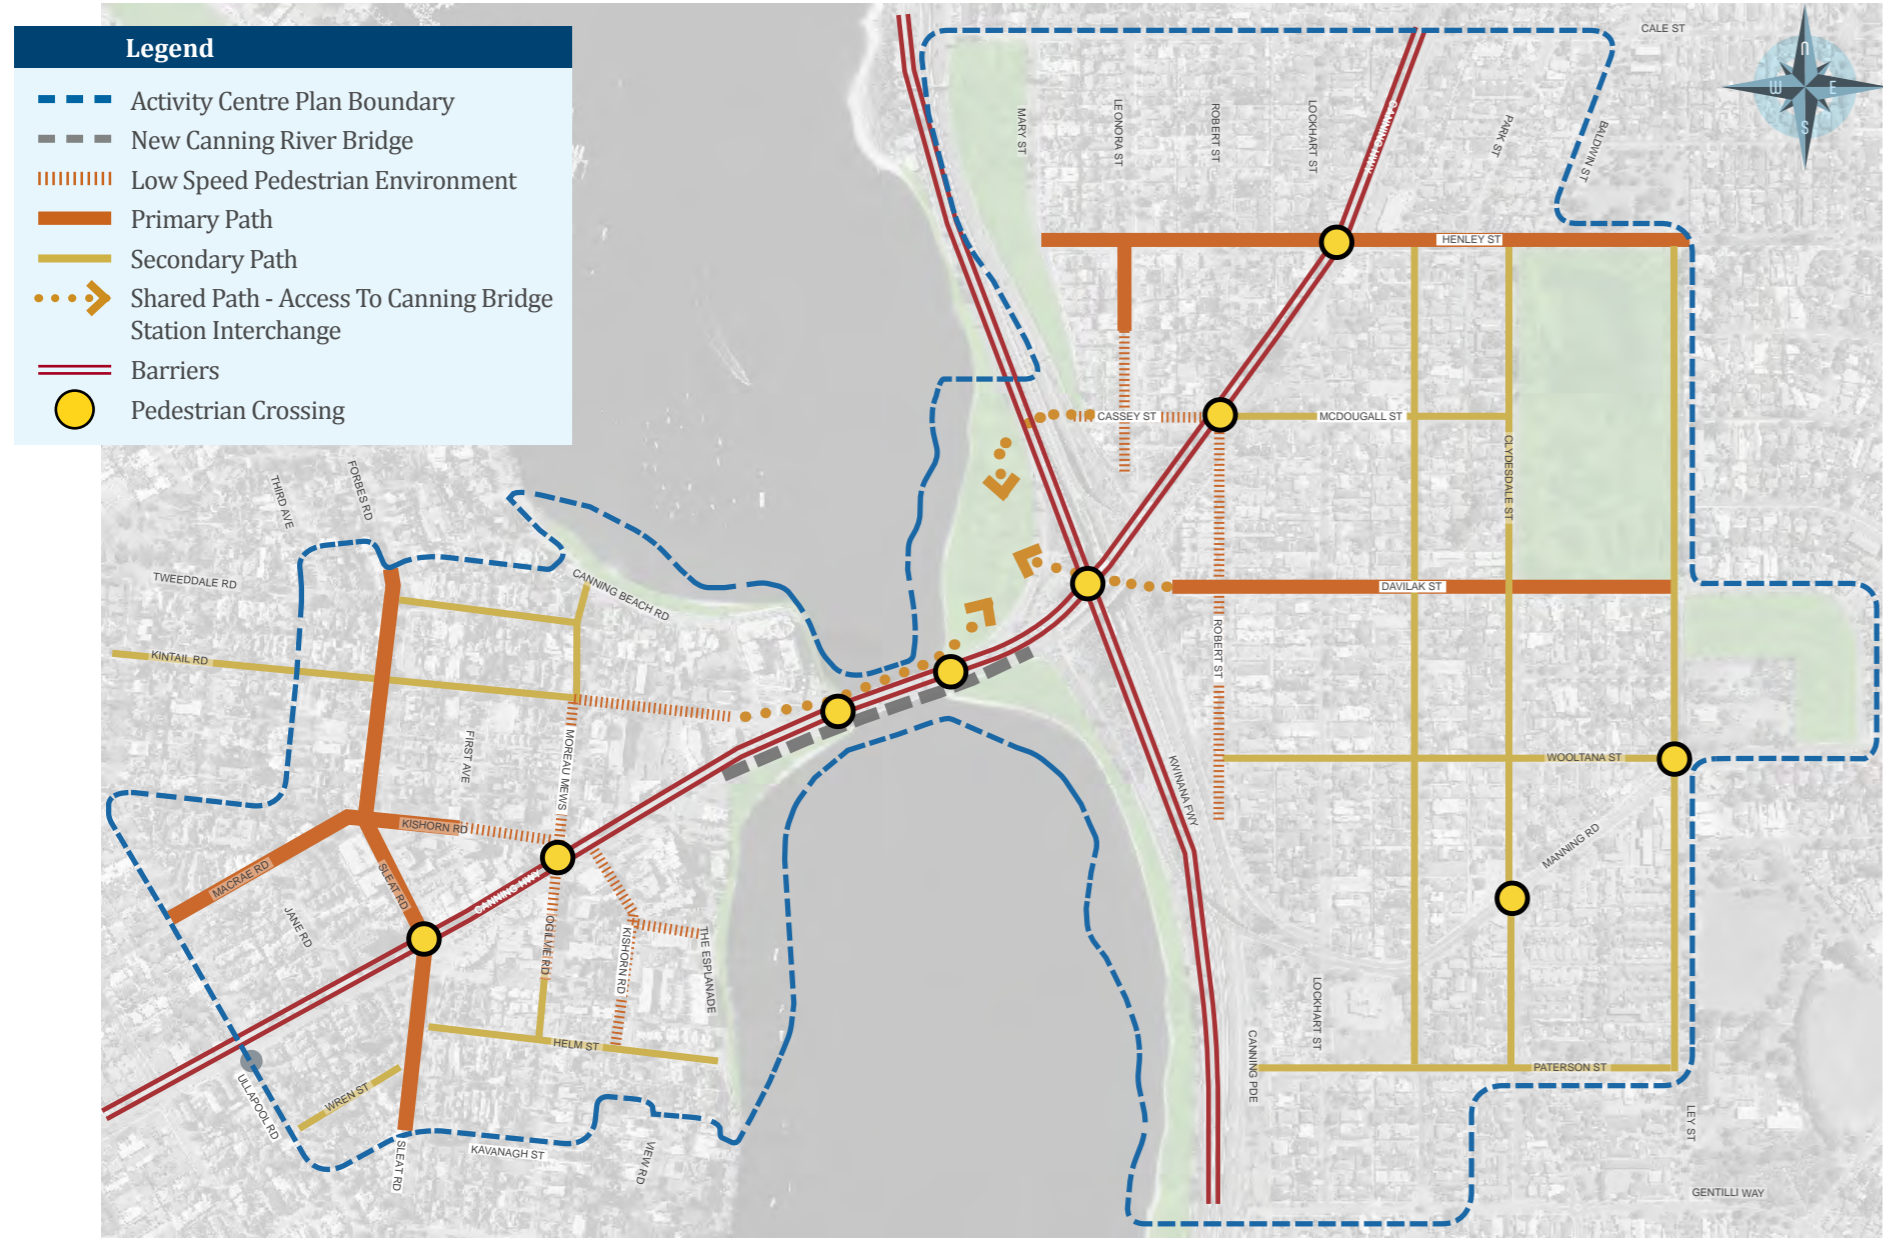 Legend
Activity Centre Plan Boundary
New Canning River Bridge
Low Speed Pedestrian Environment
Primary Path
Secondary Path
Shared Path - Access To Canning Bridge
Station Interchange
Barriers
Pedestrian Crossing
CALE ST
N
W
E
S
MARY ST
LEONORA ST
ROBERT ST
LOCKHART ST
CANNING HWY
PARK ST
BALDWIN ST
HENLEY ST
CASSEY ST
MCDOUGALL ST
CLYDESDALE ST
THIRD AVE
FORBES RD
TWEEDDALE RD
CANNING BEACH RD
DAVILAK ST
ROBERT ST
KINTAIL RD
FIRST AVE
MOREAU MEWS
WOOLTANA ST
KWINANA FWY
KISHORN RD
MANNING RD
MACRAE RD
SLEAT RD
CANNING HWY
JANE RD
OGILVIE RD
KISHORN RD
THE ESPLANADE
LOCKHART ST
HELM ST
CANNING PDE
PATERSON ST
WREN ST
ULLAPOOL RD
LEY ST
KAVANAGH ST
SLEAT RD
VIEW RD
GENTILLI WAY